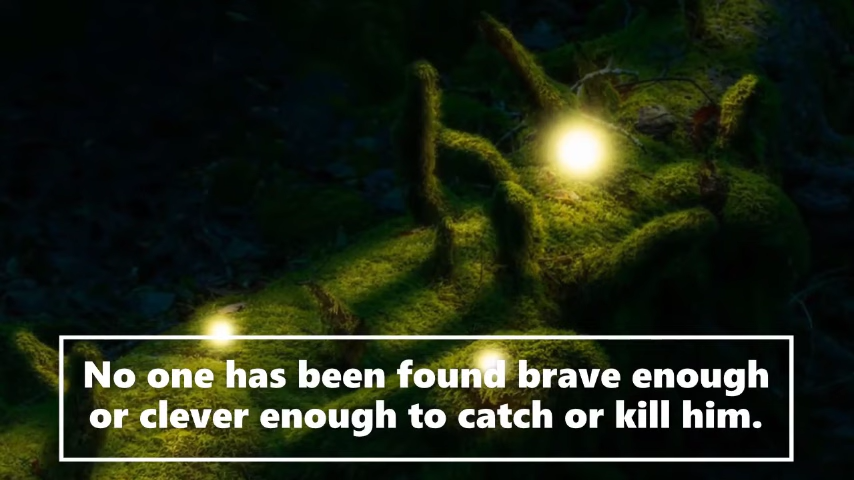 No one has been found brave enough
or clever enough to catch or kill him.